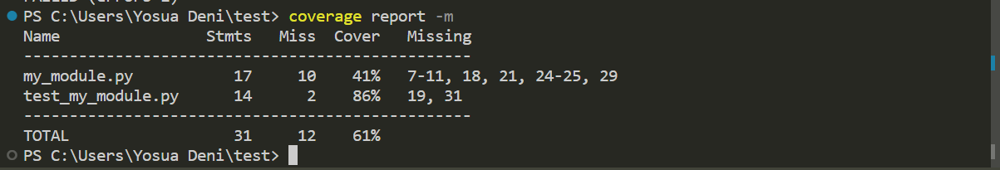 PS C:\Users\Yosua Deni\test> coverage report -m
Name                Stmts   Miss  Cover   Missing
-------------------------------------------------
my_module.py           17     10    41%   7-11, 18, 21, 24-25, 29
test_my_module.py      14      2    86%   19, 31
-------------------------------------------------
TOTAL                  31     12    61%
PS C:\Users\Yosua Deni\test>